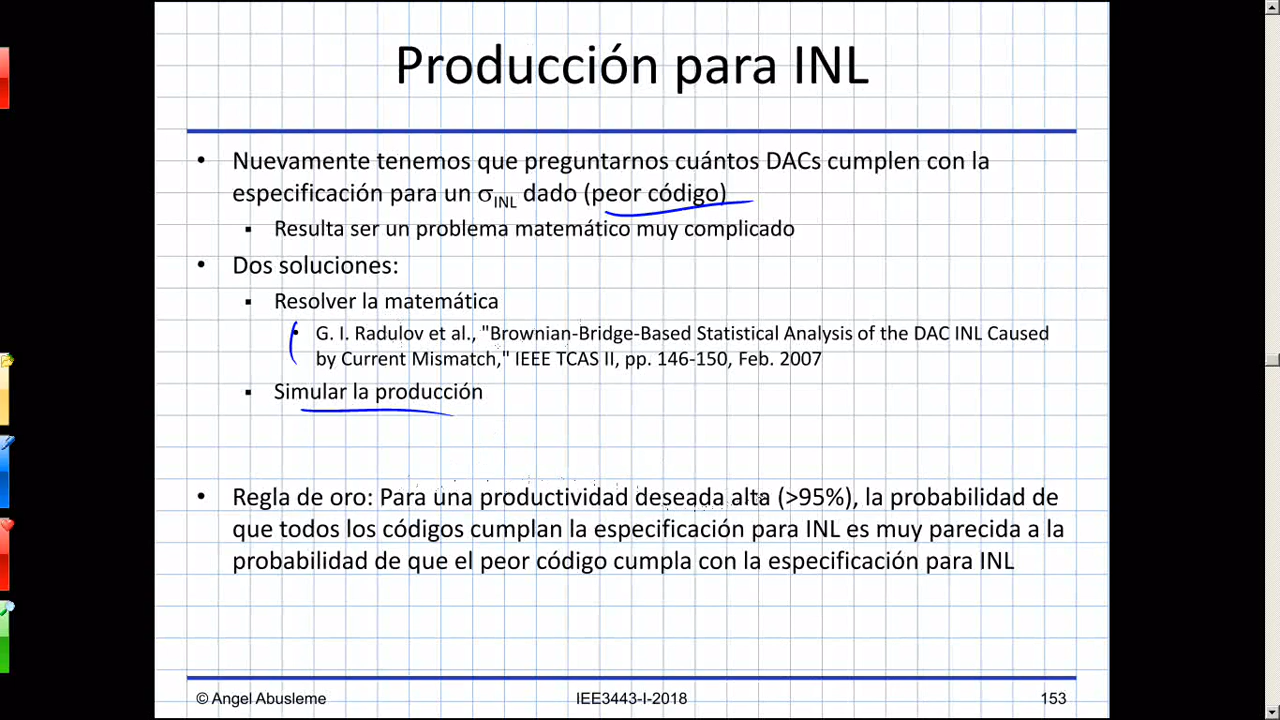 Producción para INL
• Nuevamente tenemos que preguntarnos cuántos DACs cumplen con la
especificación para un σINL dado (peor código)
▪ Resulta ser un problema matemático muy complicado
• Dos soluciones:
▪ Resolver la matemática
• G. I. Radulov et al., "Brownian-Bridge-Based Statistical Analysis of the DAC INL Caused
by Current Mismatch," IEEE TCAS II, pp. 146-150, Feb. 2007
▪ Simular la producción
• Regla de oro: Para una productividad deseada alta (>95%), la probabilidad de
que todos los códigos cumplan la especificación para INL es muy parecida a la
probabilidad de que el peor código cumpla con la especificación para INL
© Angel Abusleme
IEE3443-I-2018
153